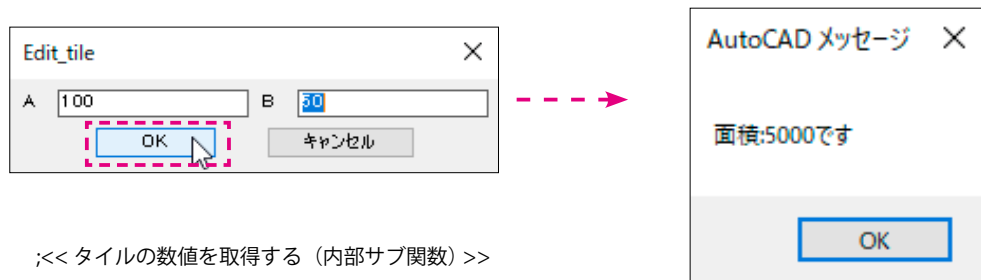 Edit_tile
A 100 B 50
OK キャンセル
AutoCAD メッセージ
面積:5000です
OK
;<< タイルの数値を取得する（内部サブ関数）>>